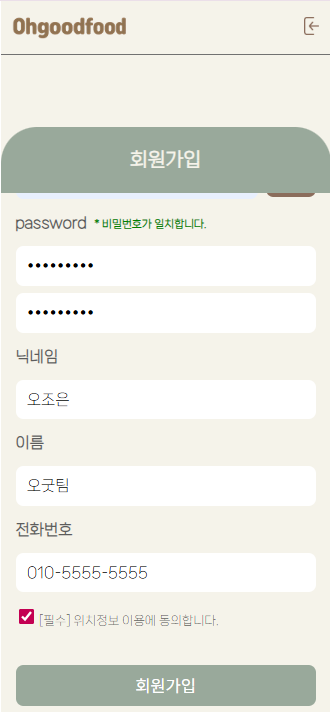 Ohgoodfood
회원가입
password * 비밀번호가 일치합니다.
•••••••••
•••••••••
닉네임
오조은
이름
오굿팀
전화번호
010-5555-5555
[필수] 위치정보 이용에 동의합니다.
회원가입